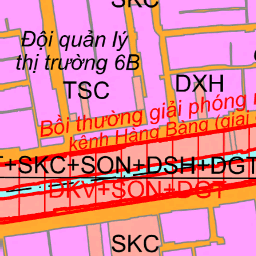 SKC
Đội quản lý
thị trường 6B
TSC
DXH
Bồi thường giải phóng
kênh Hàng Bàng (giai
+SKC+SON+DSH+DGT
DKV+SON+DGT
SKC